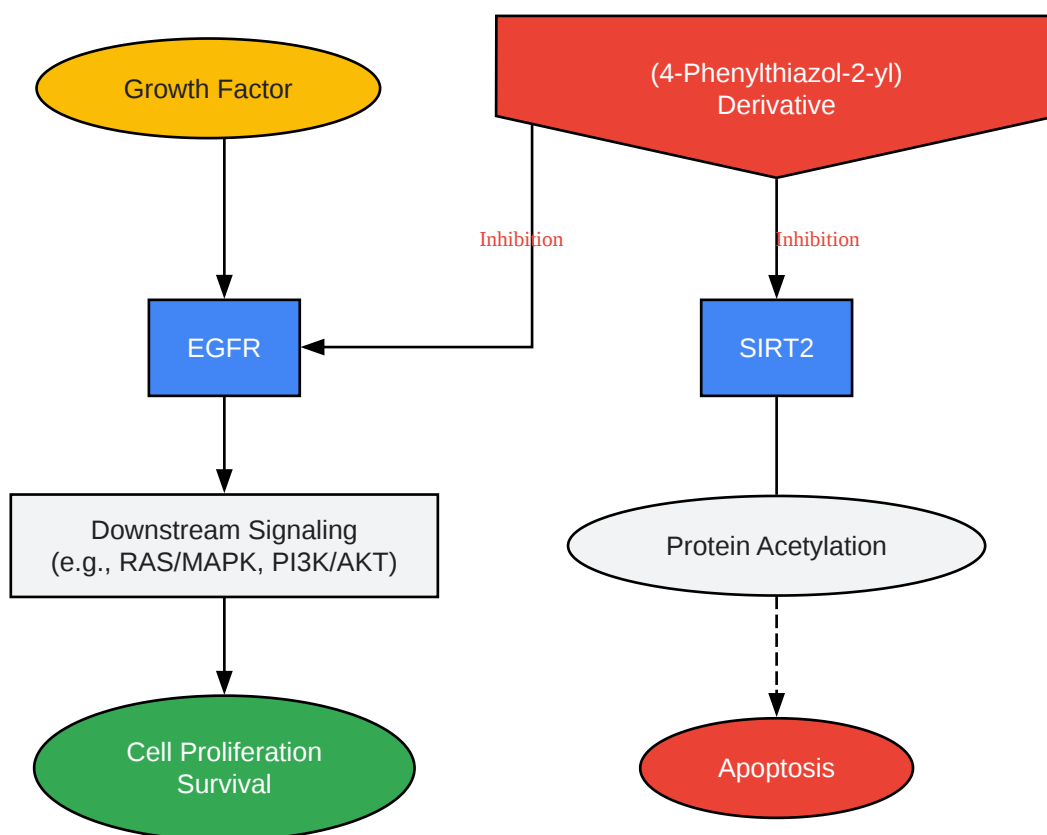 Growth Factor
(4-Phenylthiazol-2-yl)
Derivative
Inhibition
Inhibition
EGFR
SIRT2
Downstream Signaling
(e.g., RAS/MAPK, PI3K/AKT)
Protein Acetylation
Cell Proliferation
Survival
Apoptosis